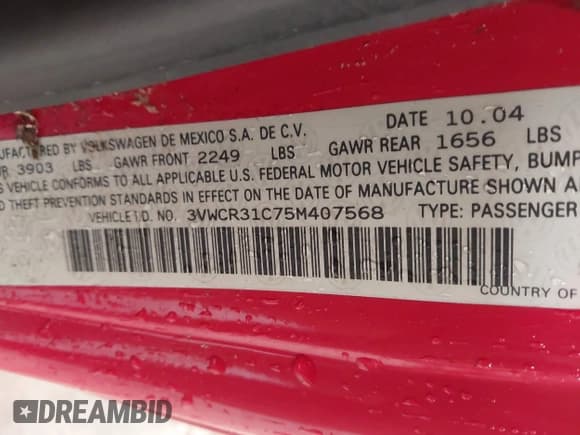 NUFACTURED BY VOLKSWAGEN DE MEXICO S.A. DE C.V. DATE 10.04
3903 LBS GAWR FRONT 2249 LBS GAWR REAR 1656 LBS
S VEHICLE CONFORMS TO ALL APPLICABLE U.S. FEDERAL MOTOR VEHICLE SAFETY, BUMP
D THEFT PREVENTION STANDARDS IN EFFECT ON THE DATE OF MANUFACTURE SHOWN A
VEHICLE I.D. NO. 3VWCR31C75M407568 TYPE: PASSENGER
COUNTRY OF
DREAMBID